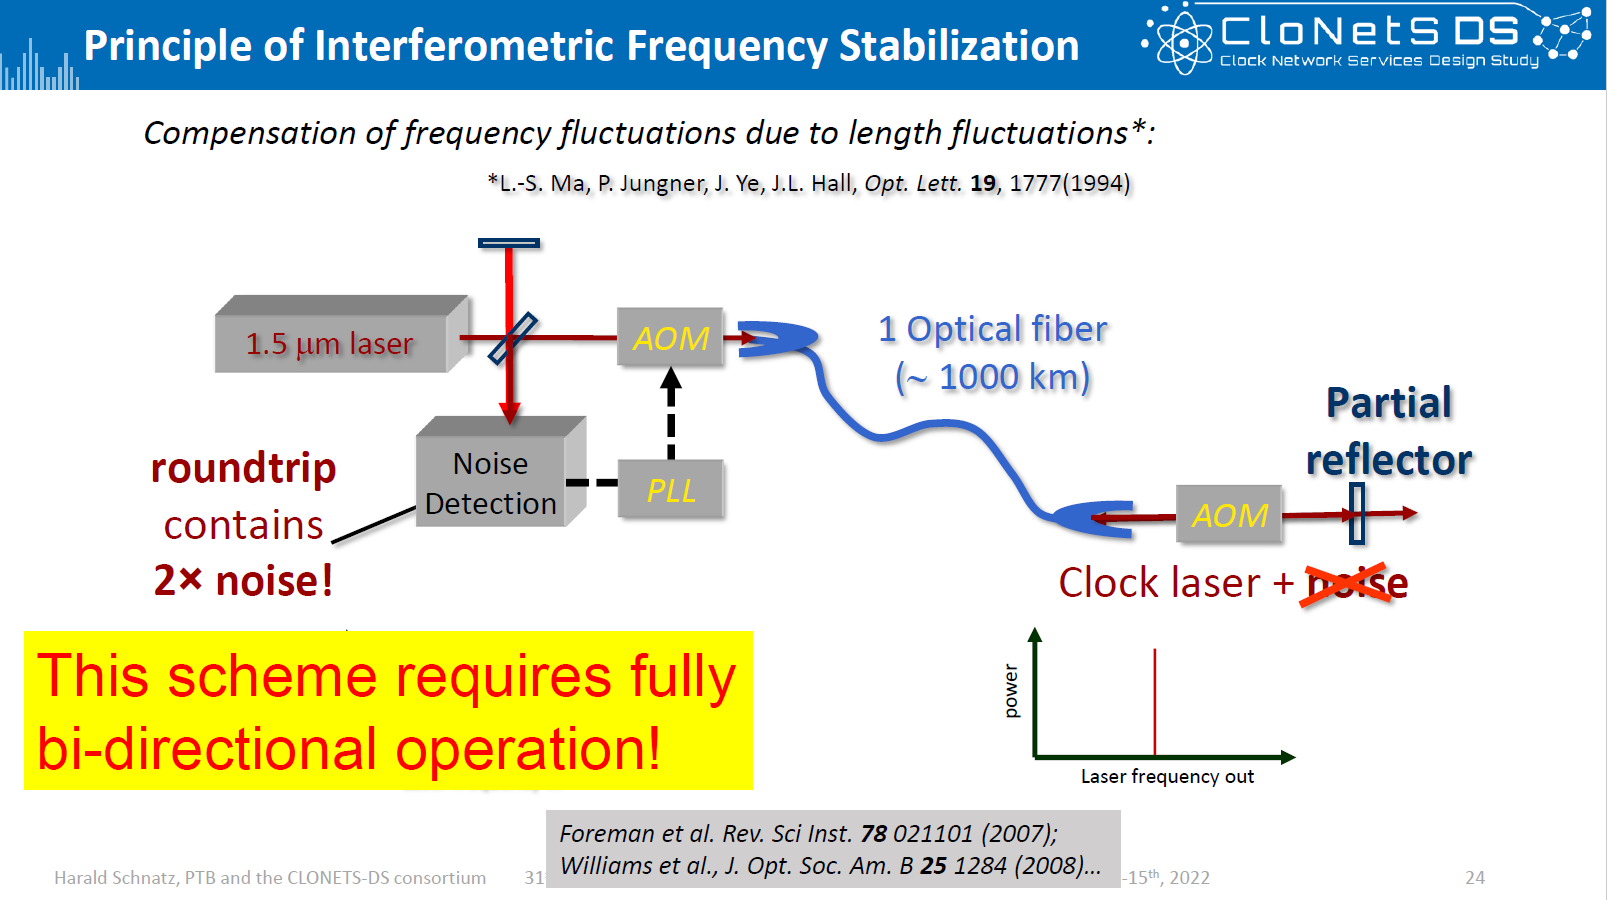 Principle of Interferometric Frequency Stabilization
CloNetS DS
Clock Network Services Design Study
Compensation of frequency fluctuations due to length fluctuations*:
*L.-S. Ma, P. Jungner, J. Ye, J.L. Hall, Opt. Lett. 19, 1777(1994)
1.5 μm laser
AOM
1 Optical fiber
(~ 1000 km)
Partial
reflector
roundtrip
contains
2× noise!
Noise
Detection
PLL
AOM
Clock laser + noise
This scheme requires fully
bi-directional operation!
power
Laser frequency out
Foreman et al. Rev. Sci Inst. 78 021101 (2007);
Williams et al., J. Opt. Soc. Am. B 25 1284 (2008)...
Harald Schnatz, PTB and the CLONETS-DS consortium
31
-15th, 2022
24